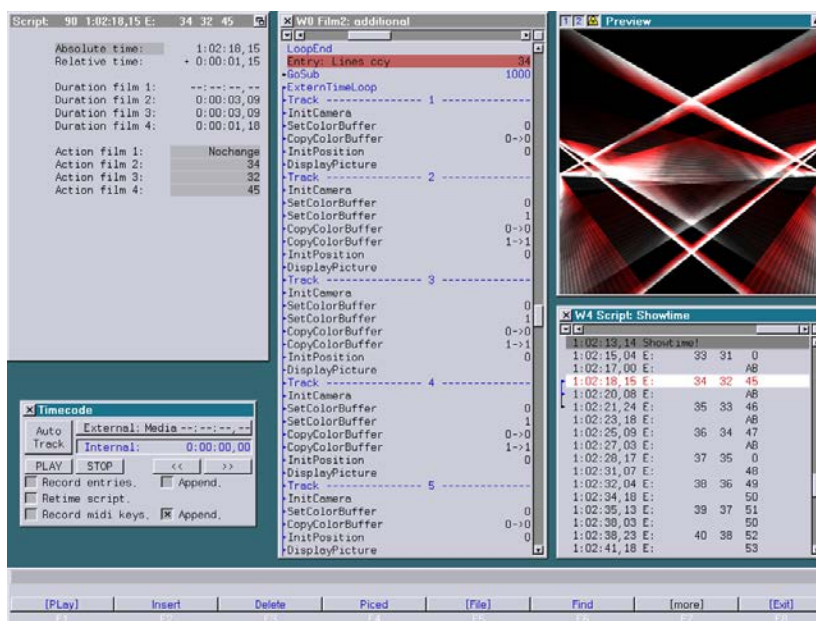 Script: 90 1:02:18,15 E: 34 32 45
Absolute time: 1:02:18,15
Relative time: + 0:00:01,15
Duration film 1: --:--:--,--
Duration film 2: 0:00:03,09
Duration film 3: 0:00:03,09
Duration film 4: 0:00:01,18
Action film 1: Nochange
Action film 2: 34
Action film 3: 32
Action film 4: 45
Timecode
Auto Track
External: Media --:--:--,--
Internal: 0:00:00,00
PLAY STOP << >>
Record entries. Append.
Retime script.
Record midi keys. Append.
W0 Film2: additional
LoopEnd
Entry: Lines ccy 34
GoSub 1000
ExternTimeLoop
Track -------------- 1 --------------
InitCamera
SetColorBuffer 0
CopyColorBuffer 0->0
InitPosition 0
DisplayPicture
Track -------------- 2 --------------
InitCamera
SetColorBuffer 0
SetColorBuffer 1
CopyColorBuffer 0->0
CopyColorBuffer 1->1
InitPosition 0
DisplayPicture
Track -------------- 3 --------------
InitCamera
SetColorBuffer 0
SetColorBuffer 1
CopyColorBuffer 0->0
CopyColorBuffer 1->1
InitPosition 0
DisplayPicture
Track -------------- 4 --------------
InitCamera
SetColorBuffer 0
SetColorBuffer 1
CopyColorBuffer 0->0
CopyColorBuffer 1->1
InitPosition 0
DisplayPicture
Track -------------- 5 --------------
InitCamera
SetColorBuffer 0
CopyColorBuffer 0->0
InitPosition 0
DisplayPicture
1 2 Preview
W4 Script: Showtime
1:02:13,14 Showtime!
1:02:15,04 E: 33 31 0
1:02:17,00 E: AB
1:02:18,15 E: 34 32 45
1:02:20,08 E: AB
1:02:21,24 E: 35 33 46
1:02:23,18 E: AB
1:02:25,09 E: 36 34 47
1:02:27,03 E: AB
1:02:28,17 E: 37 35 0
1:02:31,07 E: 48
1:02:32,04 E: 38 36 49
1:02:34,18 E: 50
1:02:35,13 E: 39 37 51
1:02:38,03 E: 50
1:02:38,23 E: 40 38 52
1:02:41,18 E: 53
[PLay] Insert Delete Piced [File] Find [more] [Exit]
F1 F2 F3 F4 F5 F6 F7 F8